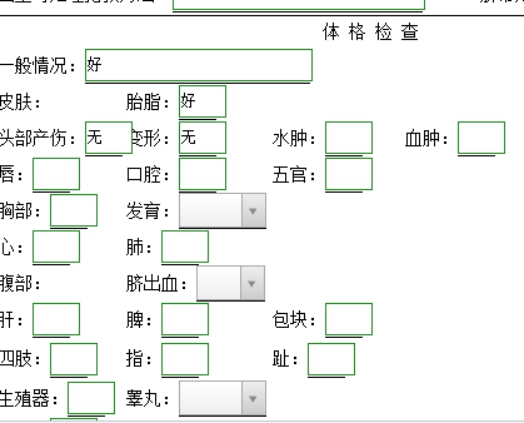 体 格 检 查
一般情况：好
皮肤： 胎脂：好
头部产伤：无 变形：无 水肿： 血肿：
唇： 口腔： 五官：
胸部： 发育：
心： 肺：
腹部： 脐出血：
肝： 脾： 包块：
四肢： 指： 趾：
生殖器： 睾丸：